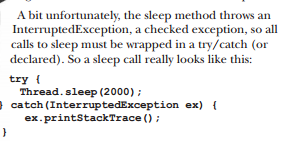 A bit unfortunately, the sleep method throws an
InterruptedException, a checked exception, so all
calls to sleep must be wrapped in a try/catch (or
declared). So a sleep call really looks like this:
try {
Thread.sleep(2000);
} catch(InterruptedException ex) {
ex.printStackTrace();
}